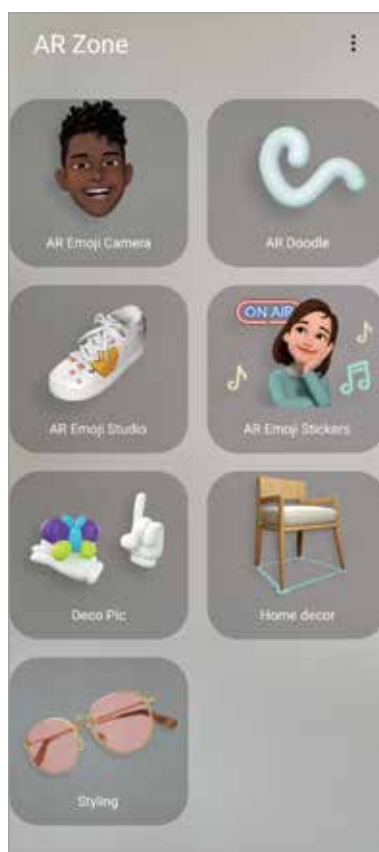 AR Zone
AR Emoji Camera
AR Doodle
ON AIR
AR Emoji Studio
AR Emoji Stickers
Deco Pic
Home decor
Styling